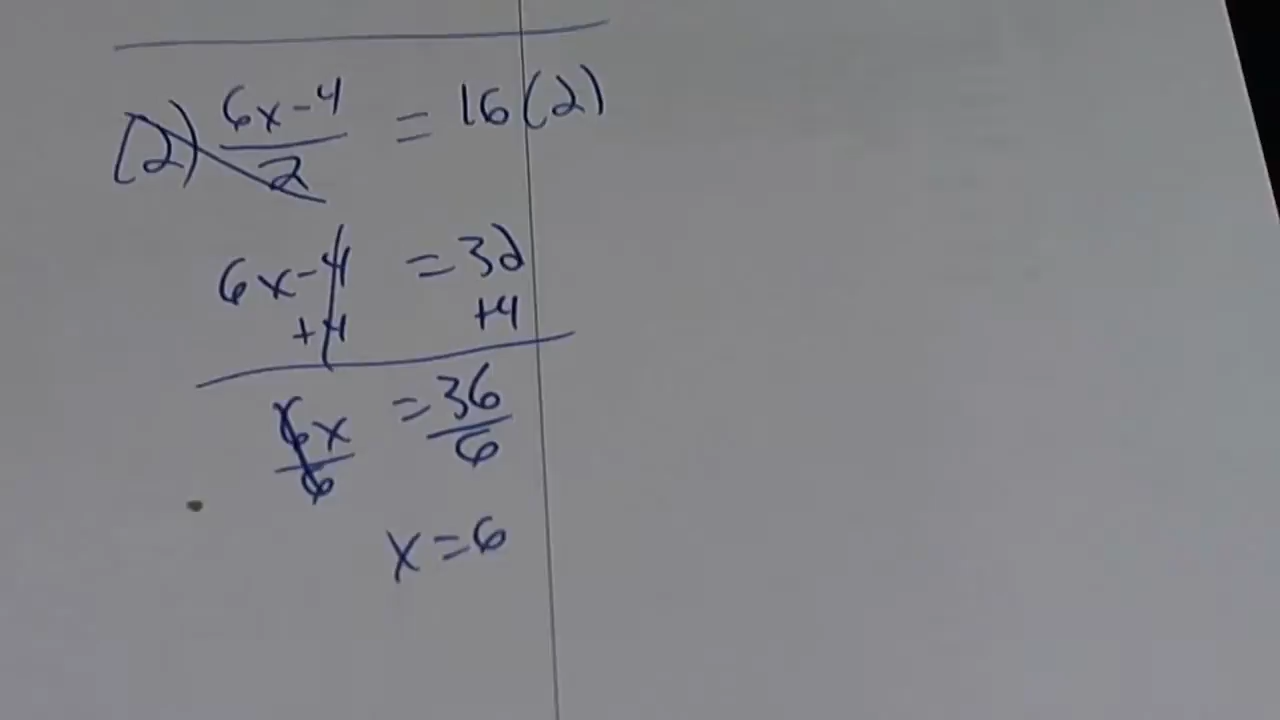 (2) 6x-4/2 = 16(2)
6x-4 = 32
+4 +4
6x/6 = 36/6
x=6